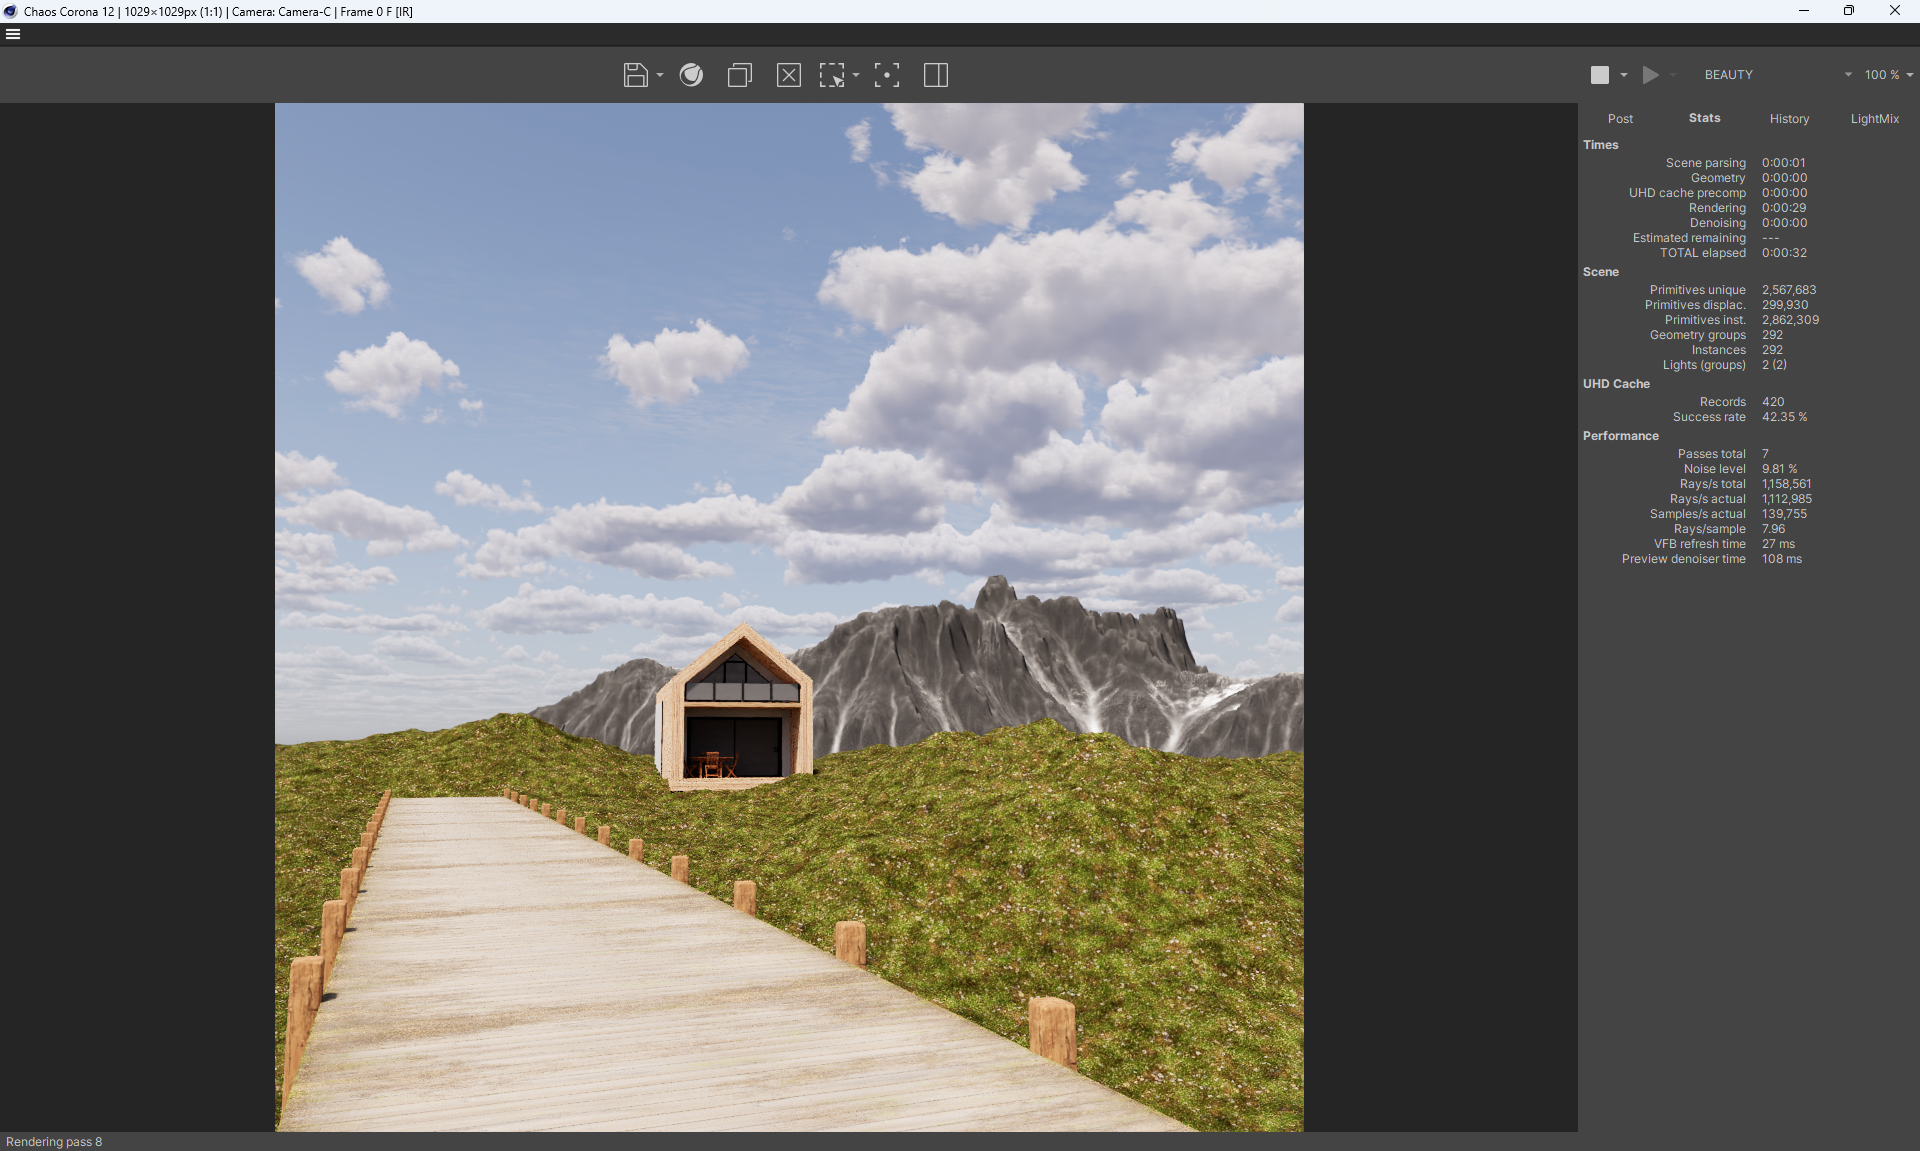 Chaos Corona 12 | 1029×1029px (1:1) | Camera: Camera-C | Frame 0 F [IR]
BEAUTY
100 %
Post Stats History LightMix
Times
Scene parsing 0:00:01
Geometry 0:00:00
UHD cache precomp 0:00:00
Rendering 0:00:29
Denoising 0:00:00
Estimated remaining ---
TOTAL elapsed 0:00:32
Scene
Primitives unique 2,567,683
Primitives displac. 299,930
Primitives inst. 2,862,309
Geometry groups 292
Instances 292
Lights (groups) 2 (2)
UHD Cache
Records 420
Success rate 42.35 %
Performance
Passes total 7
Noise level 9.81 %
Rays/s total 1,158,561
Rays/s actual 1,112,985
Samples/s actual 139,755
Rays/sample 7.96
VFB refresh time 27 ms
Preview denoiser time 108 ms
Rendering pass 8